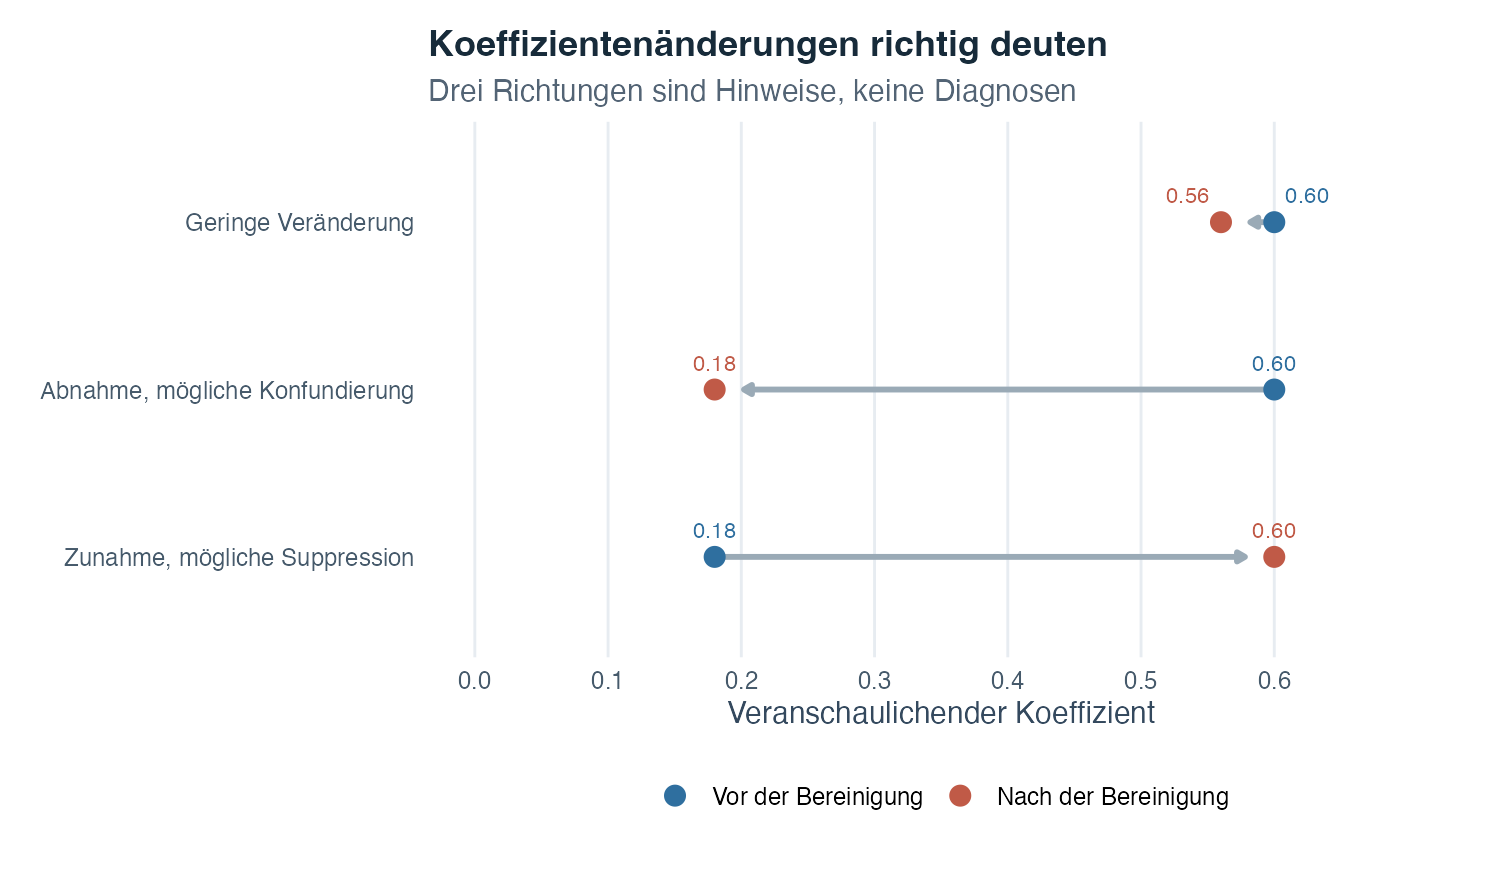 Koeffizientenänderungen richtig deuten
Drei Richtungen sind Hinweise, keine Diagnosen
0.56 0.60
Geringe Veränderung
0.18 0.60
Abnahme, mögliche Konfundierung
0.18 0.60
Zunahme, mögliche Suppression
0.0 0.1 0.2 0.3 0.4 0.5 0.6
Veranschaulichender Koeffizient
Vor der Bereinigung Nach der Bereinigung